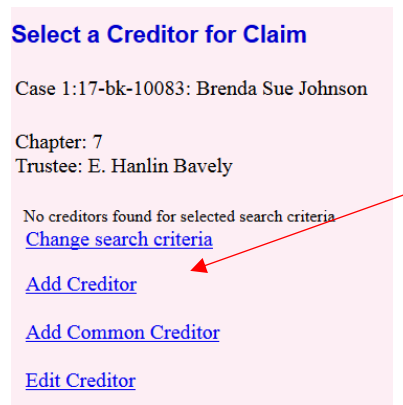 Select a Creditor for Claim
Case 1:17-bk-10083: Brenda Sue Johnson
Chapter: 7
Trustee: E. Hanlin Bavely
No creditors found for selected search criteria
Change search criteria
Add Creditor
Add Common Creditor
Edit Creditor